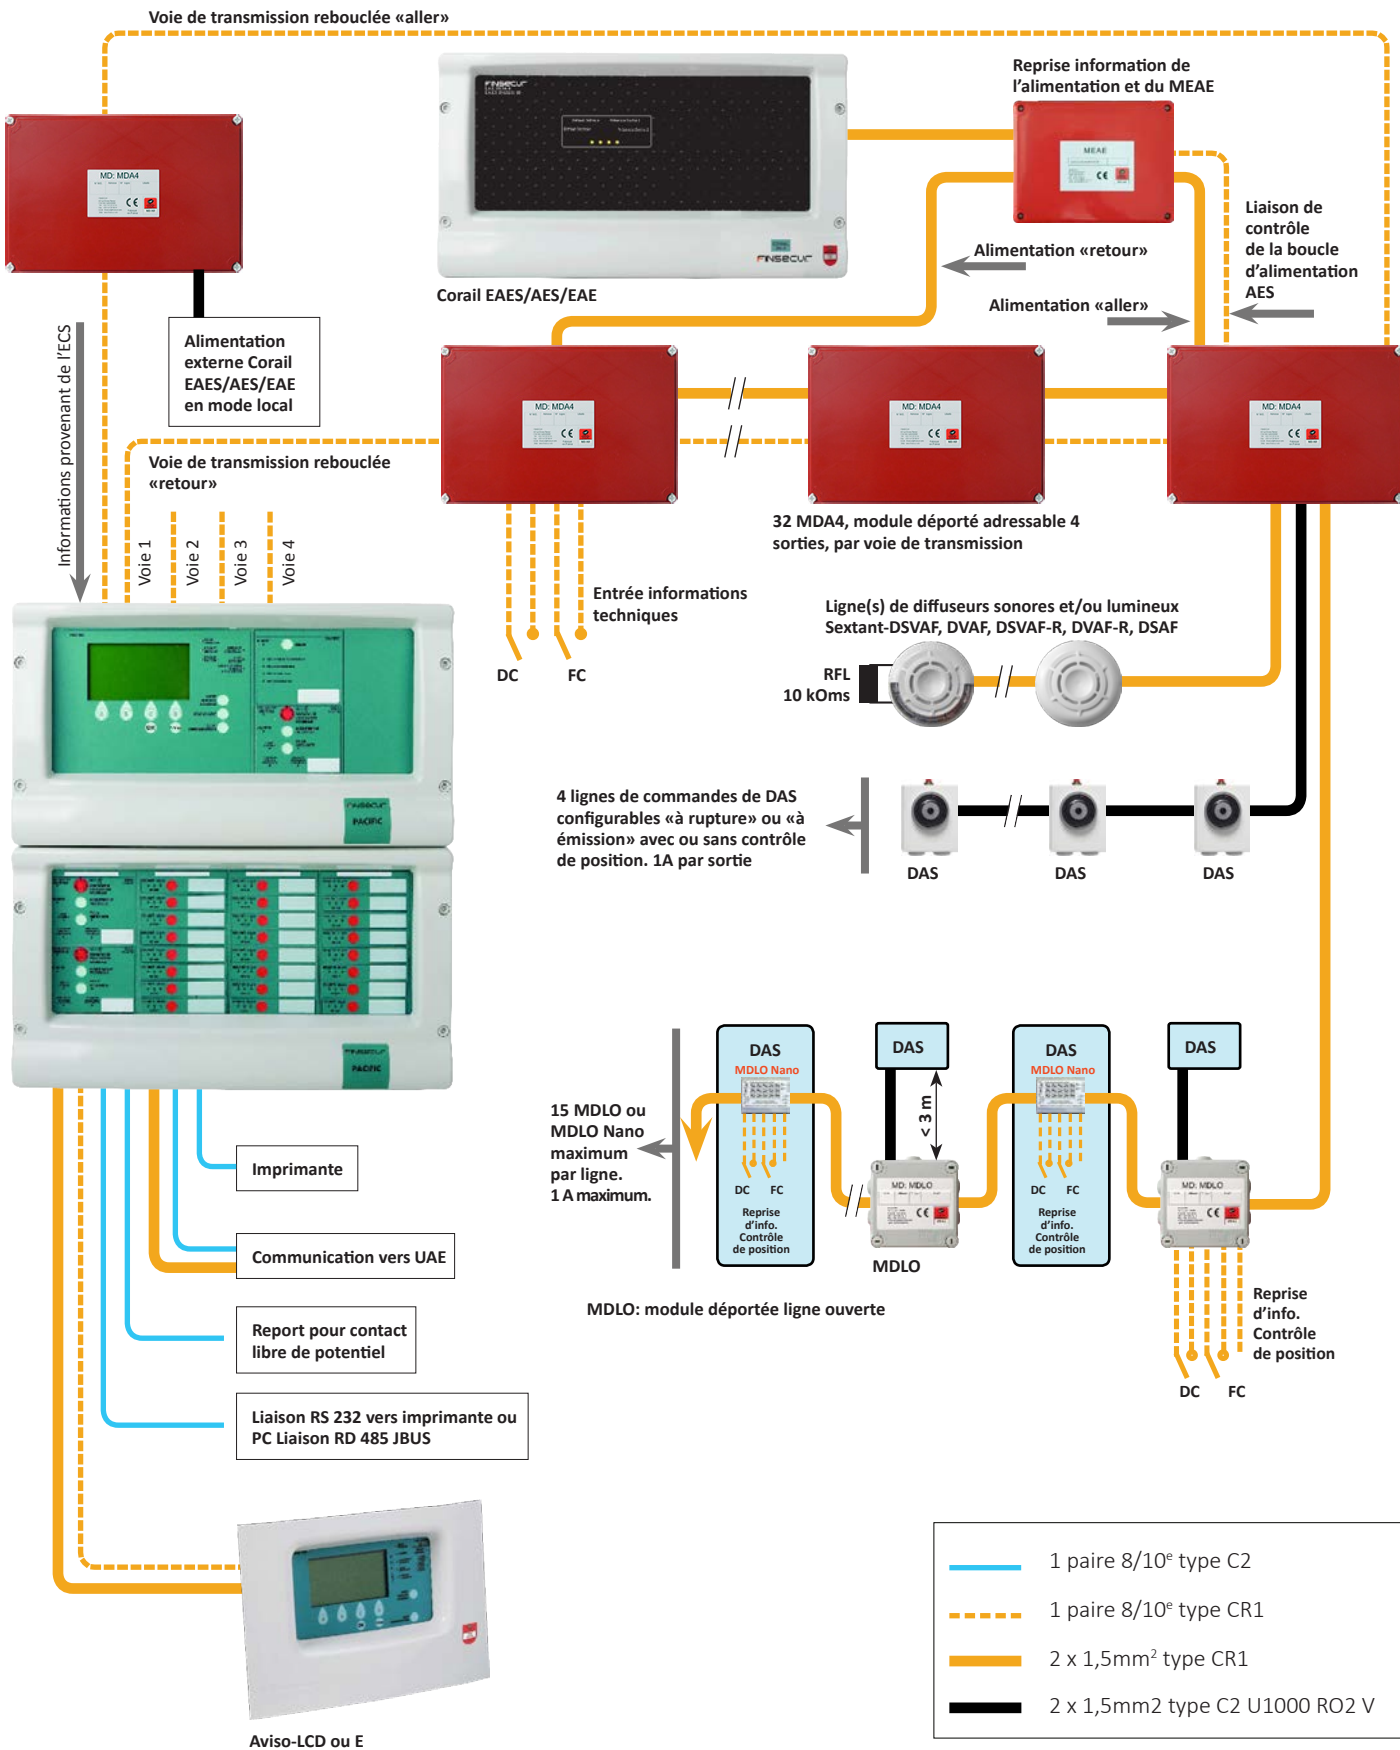 Voie de transmission rebouclée «aller»
Reprise information de
l'alimentation et du MEAE
FINSECUR
MD: MDA4
CE
MEAE
CE
Liaison de
contrôle
de la boucle
d'alimentation
AES
FINSECUR
Alimentation «retour»
Corail EAES/AES/EAE
Alimentation «aller»
Informations provenant de l'ECS
Alimentation
externe Corail
EAES/AES/EAE
en mode local
MD: MDA4
CE
MD: MDA4
CE
MD: MDA4
CE
Voie de transmission rebouclée
«retour»
Voie 1
Voie 2
Voie 3
Voie 4
32 MDA4, module déporté adressable 4
sorties, par voie de transmission
Entrée informations
techniques
DC
FC
Ligne(s) de diffuseurs sonores et/ou lumineux
Sextant-DSVAF, DVAF, DSVAF-R, DVAF-R, DSAF
RFL
10 kOms
4 lignes de commandes de DAS
configurables «à rupture» ou «à
émission» avec ou sans contrôle
de position. 1A par sortie
DAS
DAS
DAS
FINSECUR
PACIFIC
FINSECUR
PACIFIC
15 MDLO ou
MDLO Nano
maximum
par ligne.
1 A maximum.
DAS
MDLO Nano
DC FC
Reprise
d'info.
Contrôle
de position
DAS
< 3 m
MD: MDLO
CE
MDLO
DAS
MDLO Nano
DC FC
Reprise
d'info.
Contrôle
de position
DAS
MD: MDLO
CE
Reprise
d'info.
Contrôle
de position
DC
FC
MDLO: module déportée ligne ouverte
Imprimante
Communication vers UAE
Report pour contact
libre de potentiel
Liaison RS 232 vers imprimante ou
PC Liaison RD 485 JBUS
Aviso-LCD ou E
1 paire 8/10e type C2
1 paire 8/10e type CR1
2 x 1,5mm² type CR1
2 x 1,5mm2 type C2 U1000 RO2 V